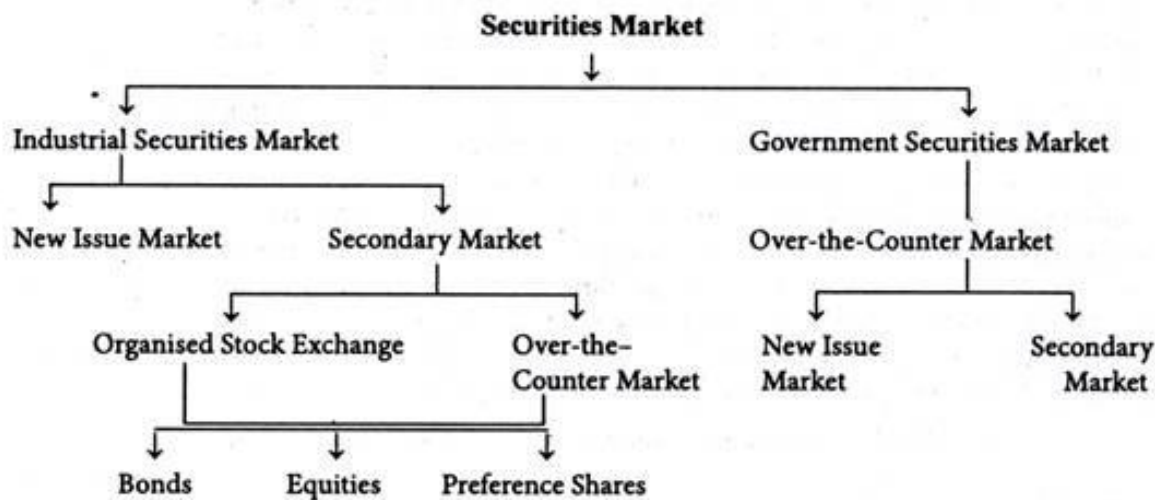 Securities Market
Industrial Securities Market
Government Securities Market
New Issue Market
Secondary Market
Over-the-Counter Market
Organised Stock Exchange
Over-the–
Counter Market
New Issue
Market
Secondary
Market
Bonds
Equities
Preference Shares